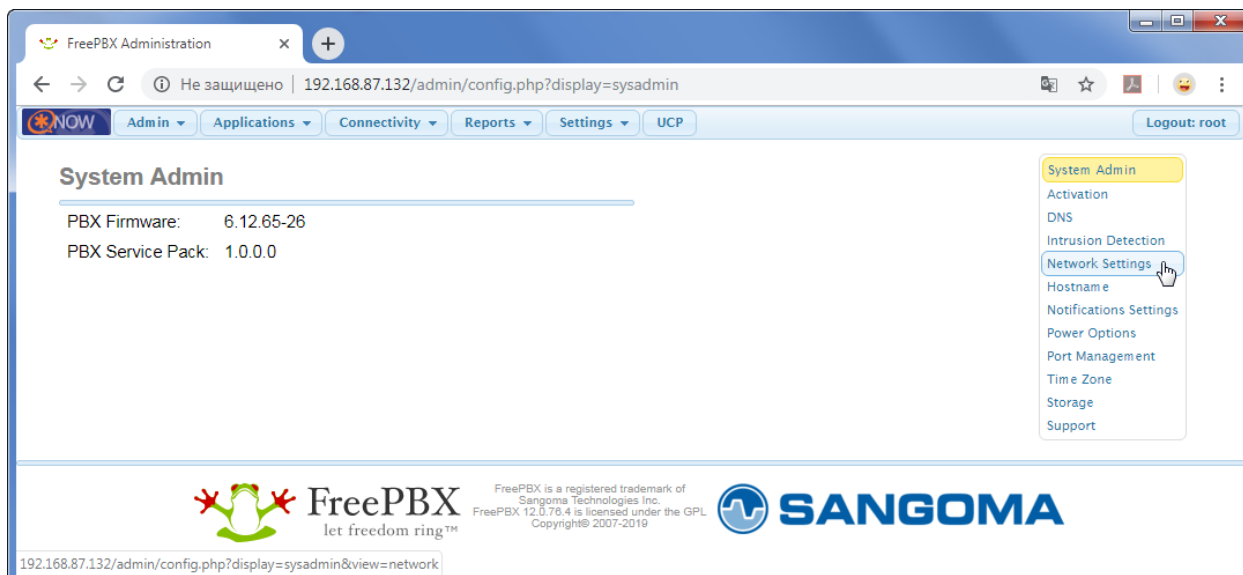 FreePBX Administration
Не защищено | 192.168.87.132/admin/config.php?display=sysadmin
NOW Admin Applications Connectivity Reports Settings UCP Logout: root
System Admin
PBX Firmware: 6.12.65-26
PBX Service Pack: 1.0.0.0
System Admin
Activation
DNS
Intrusion Detection
Network Settings
Hostname
Notifications Settings
Power Options
Port Management
Time Zone
Storage
Support
FreePBX
let freedom ring™
FreePBX is a registered trademark of
Sangoma Technologies Inc.
FreePBX 12.0.76.4 is licensed under the GPL
Copyright© 2007-2019
SANGOMA
192.168.87.132/admin/config.php?display=sysadmin&view=network